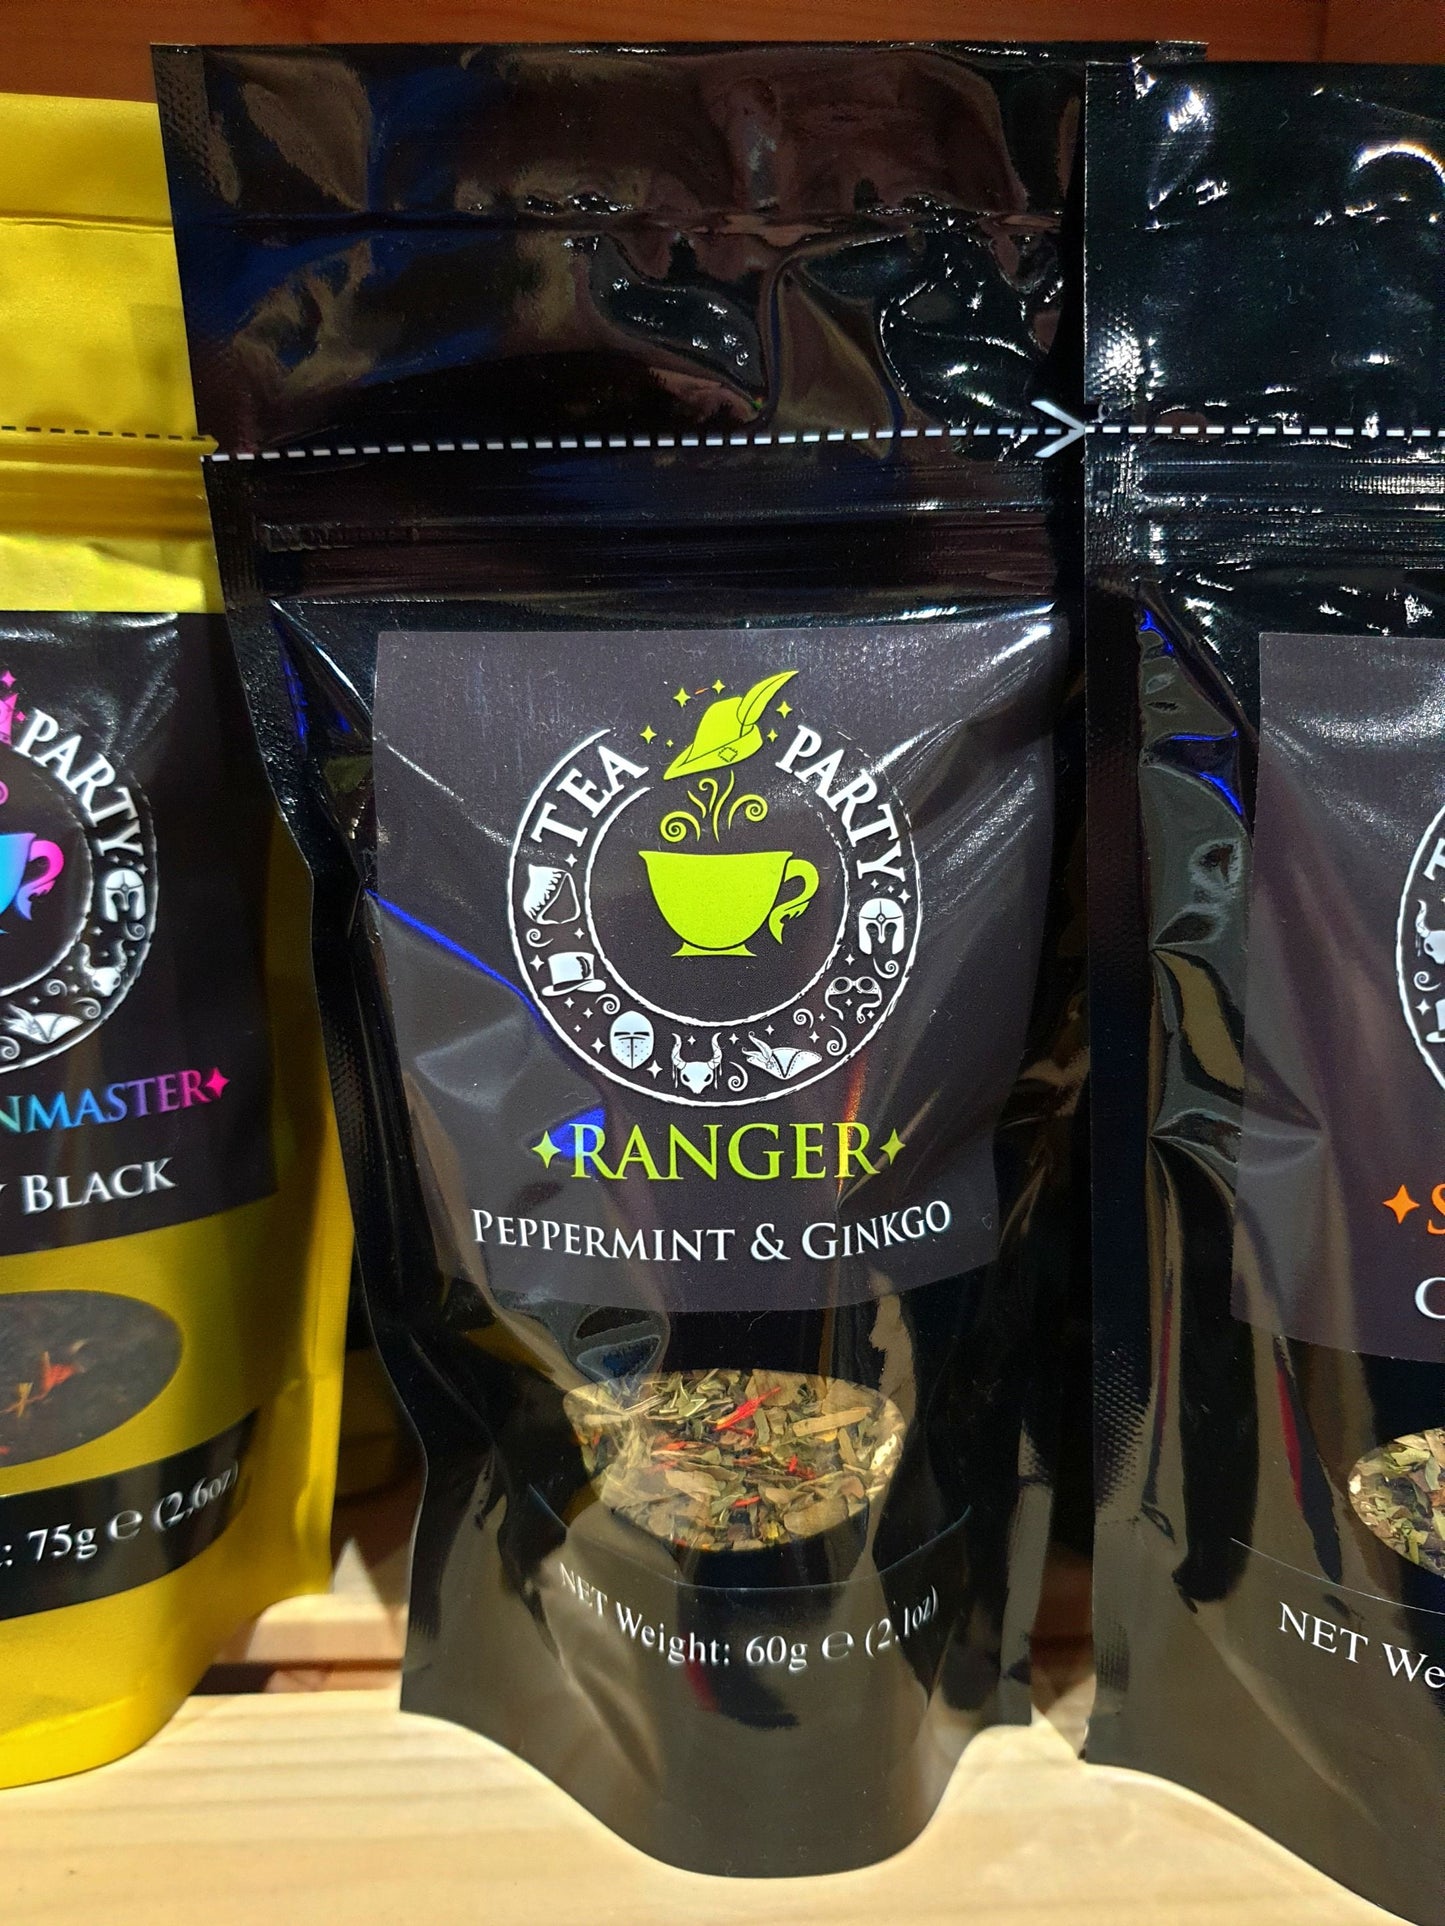 PARTY
NMASTER
BLACK
75g ℮ (2,6oz)
TEA PARTY
RANGER
PEPPERMINT & GINKGO
NET Weight: 60g ℮ (2.1oz)
NET We